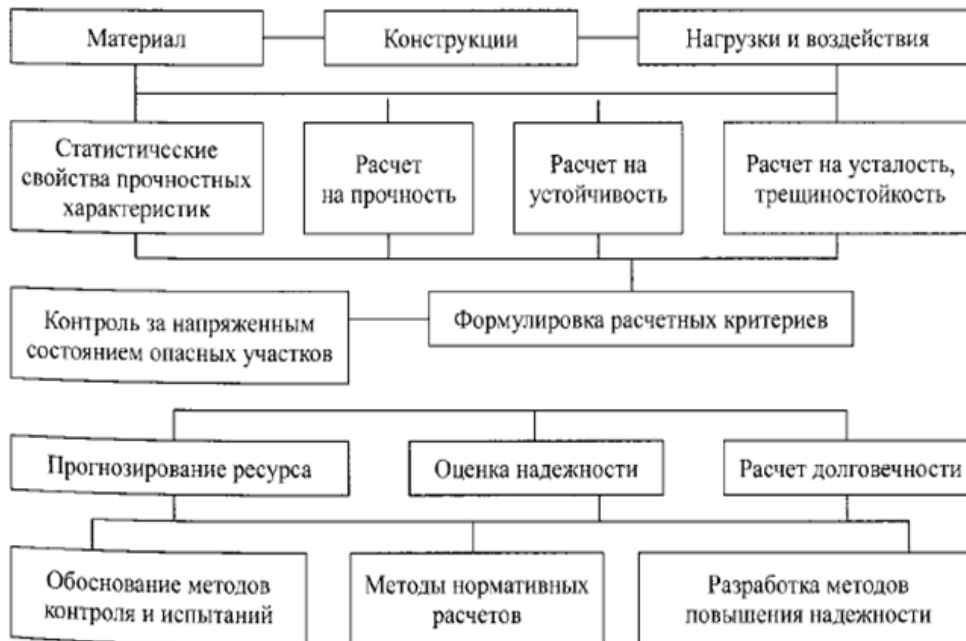 Материал
Конструкции
Нагрузки и воздействия
Статистические
свойства прочностных
характеристик
Расчет
на прочность
Расчет на
устойчивость
Расчет на усталость,
трещиностойкость
Контроль за напряженным
состоянием опасных участков
Формулировка расчетных критериев
Прогнозирование ресурса
Оценка надежности
Расчет долговечности
Обоснование методов
контроля и испытаний
Методы нормативных
расчетов
Разработка методов
повышения надежности